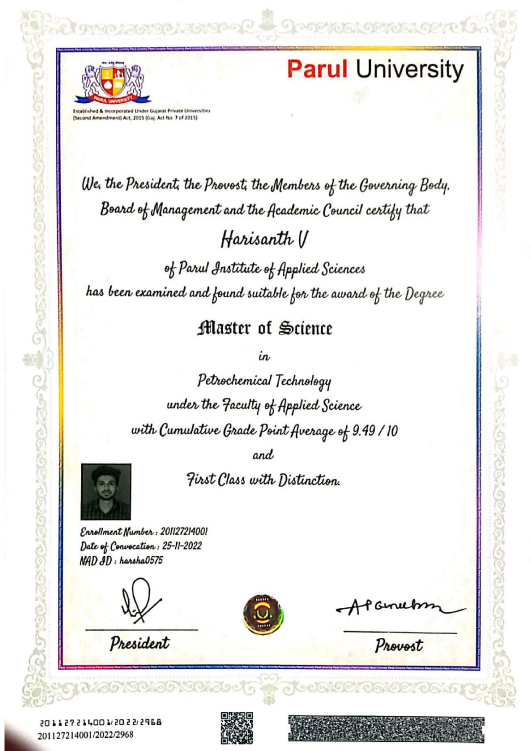 Parul University
PARUL UNIVERSITY
Established & Incorporated Under Gujarat Private Universities
(Second Amendment) Act, 2015 (Guj. Act No. 7 of 2015)
We, the President, the Provost, the Members of the Governing Body,
Board of Management and the Academic Council certify that
Harisanth V
of Parul Institute of Applied Sciences
has been examined and found suitable for the award of the Degree
Master of Science
in
Petrochemical Technology
under the Faculty of Applied Science
with Cumulative Grade Point Average of 9.49 / 10
and
First Class with Distinction.
Enrollment Number : 201127214001
Date of Convocation : 25-11-2022
NAD ID : harsha0575
President
Provost
201127214001/2022/2968
201127214001/2022/2968